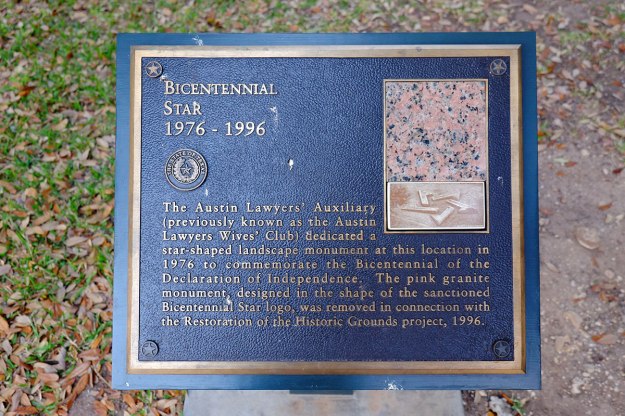 BICENTENNIAL
STAR
1976 - 1996
THE AUSTIN LAWYERS' AUXILIARY
(PREVIOUSLY KNOWN AS THE AUSTIN
LAWYERS WIVES' CLUB) DEDICATED A
STAR-SHAPED LANDSCAPE MONUMENT AT THIS LOCATION IN
1976 TO COMMEMORATE THE BICENTENNIAL OF THE
DECLARATION OF INDEPENDENCE. THE PINK GRANITE
MONUMENT, DESIGNED IN THE SHAPE OF THE SANCTIONED
BICENTENNIAL STAR LOGO, WAS REMOVED IN CONNECTION WITH
THE RESTORATION OF THE HISTORIC GROUNDS PROJECT, 1996.